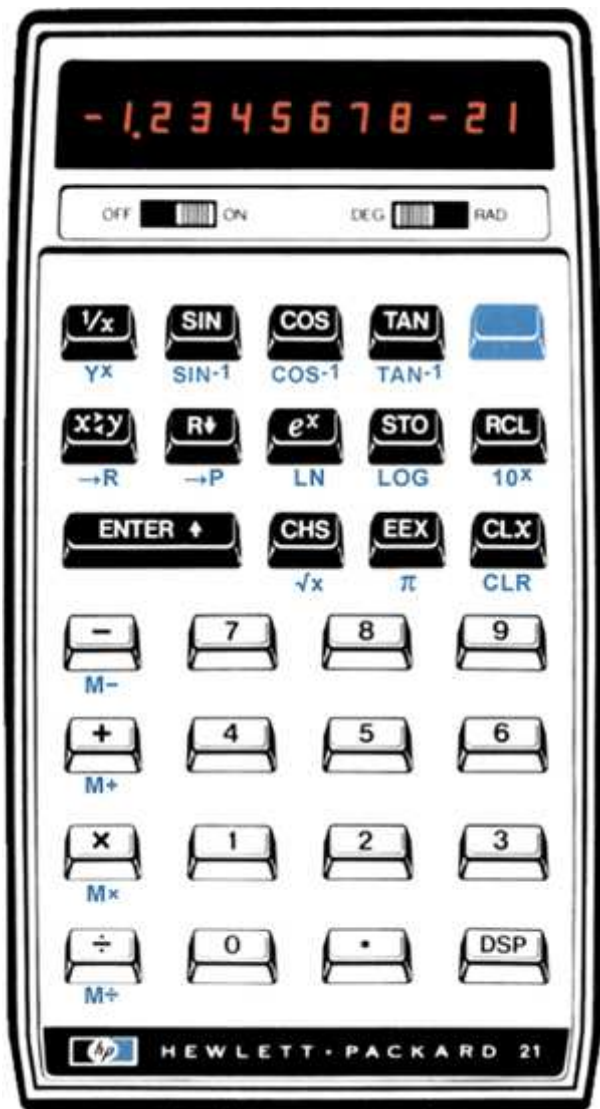 -1.2345678-21
OFF ON DEG RAD
1/x SIN COS TAN
Yˣ SIN⁻¹ COS⁻¹ TAN⁻¹
x⇄y R↓ eˣ STO RCL
→R →P LN LOG 10ˣ
ENTER ↑ CHS EEX CLX
√x π CLR
− 7 8 9
M−
+ 4 5 6
M+
× 1 2 3
M×
÷ 0 • DSP
M÷
hp HEWLETT·PACKARD 21